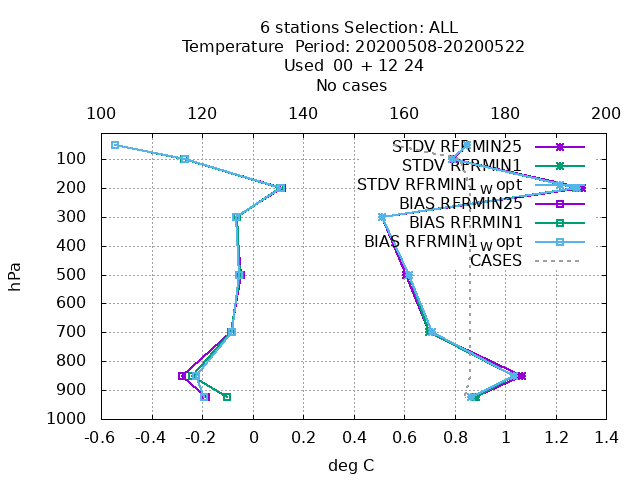 6 stations Selection: ALL
Temperature Period: 20200508-20200522
Used 00 + 12 24
No cases
100 120 140 160 180 200
STDV RFRMIN25
STDV RFRMIN1
STDV RFRMIN1W opt
BIAS RFRMIN25
BIAS RFRMIN1
BIAS RFRMIN1W opt
CASES
hPa
100
200
300
400
500
600
700
800
900
1000
-0.6 -0.4 -0.2 0 0.2 0.4 0.6 0.8 1 1.2 1.4
deg C